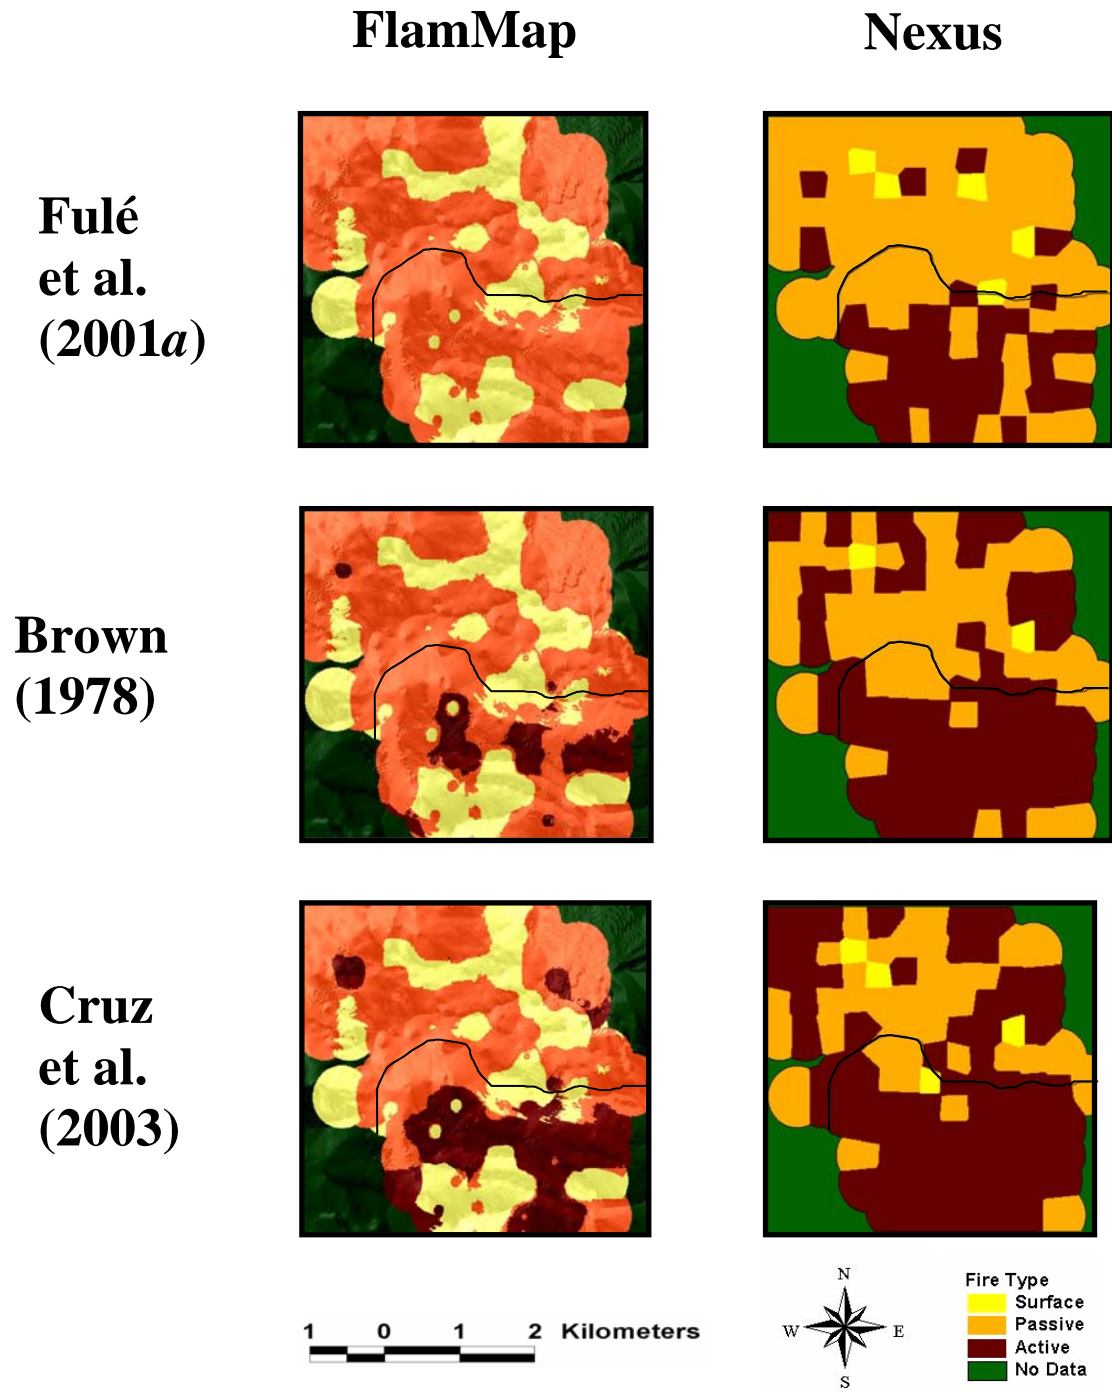 FlamMap
Nexus
Fulé
et al.
(2001a)
Brown
(1978)
Cruz
et al.
(2003)
1 0 1 2 Kilometers
N
W E
S
Fire Type
Surface
Passive
Active
No Data